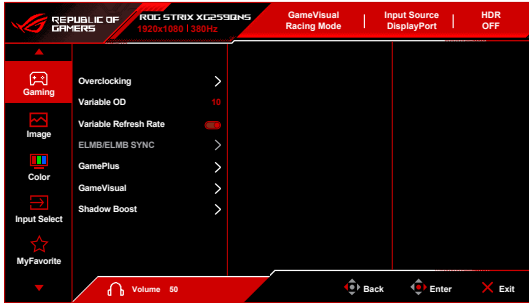 REPUBLIC OF
GAMERS
ROG STRIX XG259QNS
1920x1080 380Hz
GameVisual
Racing Mode
Input Source
DisplayPort
HDR
OFF
Gaming
Image
Color
Input Select
MyFavorite
Overclocking
Variable OD 10
Variable Refresh Rate
ELMB/ELMB SYNC
GamePlus
GameVisual
Shadow Boost
Volume 50
Back
Enter
Exit